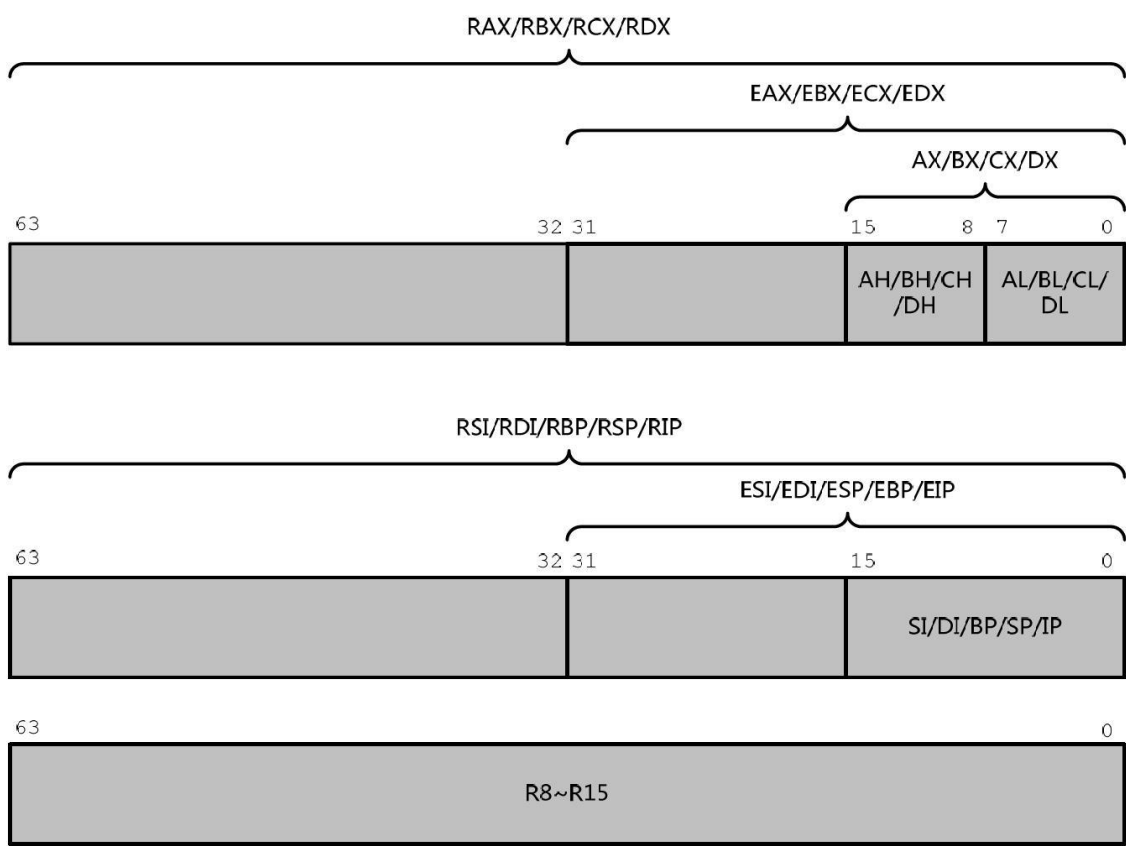 RAX/RBX/RCX/RDX
EAX/EBX/ECX/EDX
AX/BX/CX/DX
63 32 31 15 8 7 0
AH/BH/CH
/DH
AL/BL/CL/
DL
RSI/RDI/RBP/RSP/RIP
ESI/EDI/ESP/EBP/EIP
63 32 31 15 0
SI/DI/BP/SP/IP
63 0
R8~R15